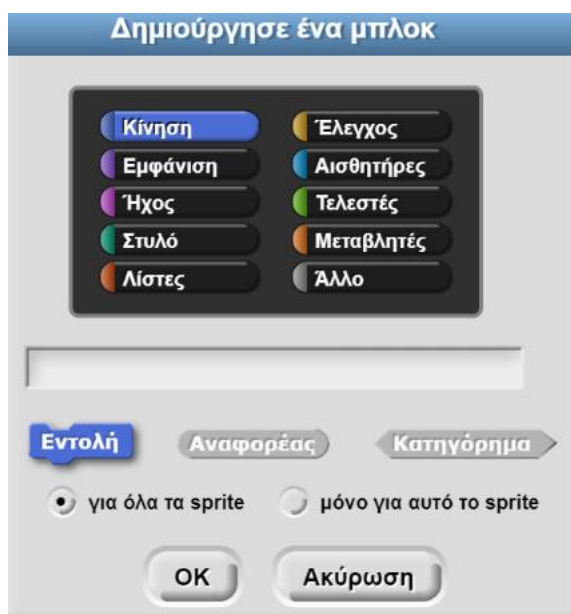 Δημιούργησε ένα μπλοκ
Κίνηση Έλεγχος
Εμφάνιση Αισθητήρες
Ήχος Τελεστές
Στυλό Μεταβλητές
Λίστες Άλλο
Εντολή Αναφορέας Κατηγόρημα
για όλα τα sprite μόνο για αυτό το sprite
OK Ακύρωση